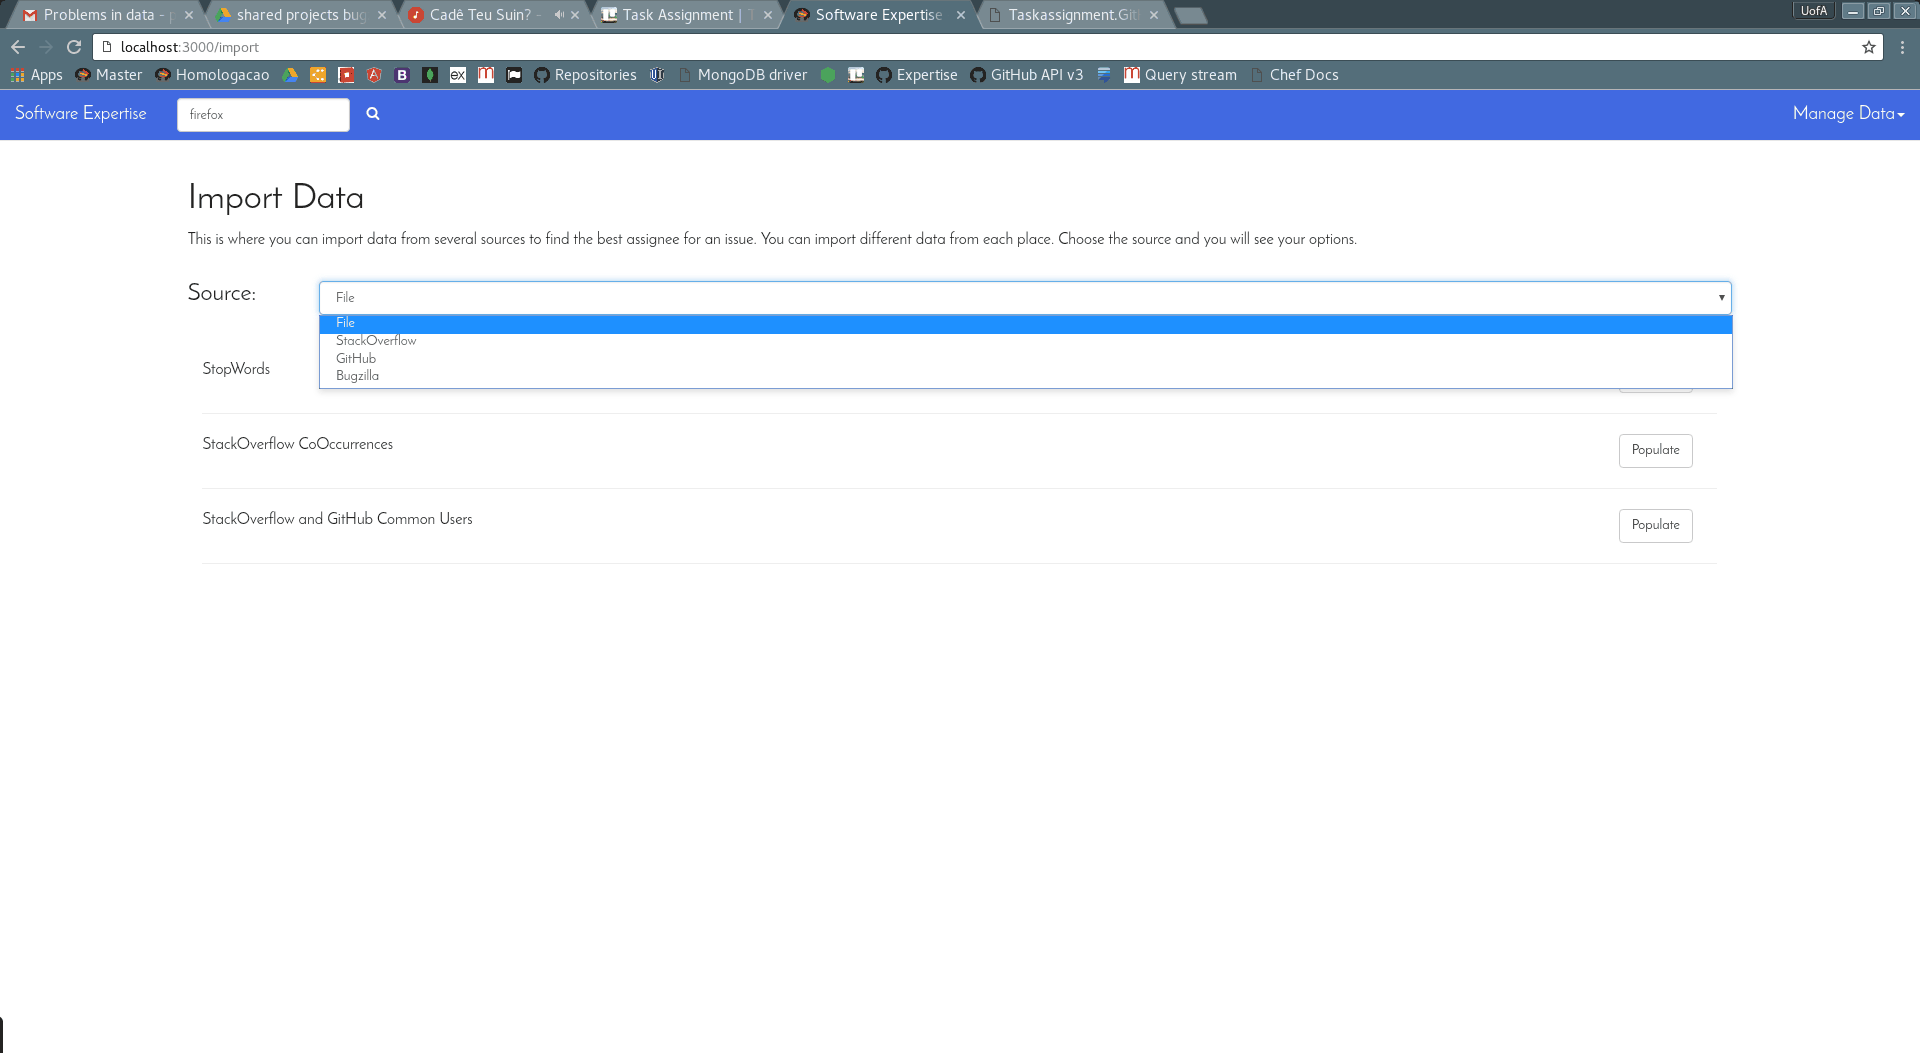 Problems in data - shared projects bug Cadê Teu Suin? - Task Assignment | Software Expertise Taskassignment.Git UofA
localhost:3000/import
Apps Master Homologacao Repositories MongoDB driver Expertise GitHub API v3 Query stream Chef Docs
Software Expertise firefox Manage Data
Import Data
This is where you can import data from several sources to find the best assignee for an issue. You can import different data from each place. Choose the source and you will see your options.
Source: File
File
StackOverflow
GitHub
Bugzilla
StopWords
StackOverflow CoOccurrences Populate
StackOverflow and GitHub Common Users Populate